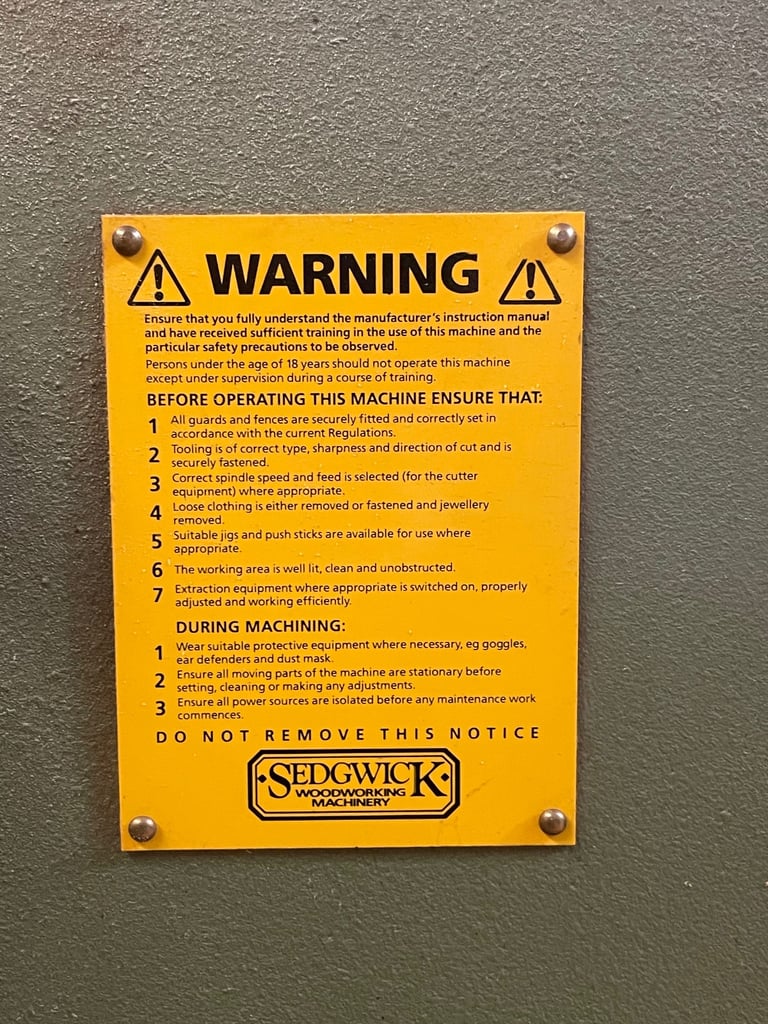 WARNING
Ensure that you fully understand the manufacturer's instruction manual
and have received sufficient training in the use of this machine and the
particular safety precautions to be observed.
Persons under the age of 18 years should not operate this machine
except under supervision during a course of training.
BEFORE OPERATING THIS MACHINE ENSURE THAT:
1 All guards and fences are securely fitted and correctly set in
accordance with the current Regulations.
2 Tooling is of correct type, sharpness and direction of cut and is
securely fastened.
3 Correct spindle speed and feed is selected (for the cutter
equipment) where appropriate.
4 Loose clothing is either removed or fastened and jewellery
removed.
5 Suitable jigs and push sticks are available for use where
appropriate.
6 The working area is well lit, clean and unobstructed.
7 Extraction equipment where appropriate is switched on, properly
adjusted and working efficiently.
DURING MACHINING:
1 Wear suitable protective equipment where necessary, eg goggles,
ear defenders and dust mask.
2 Ensure all moving parts of the machine are stationary before
setting, cleaning or making any adjustments.
3 Ensure all power sources are isolated before any maintenance work
commences.
DO NOT REMOVE THIS NOTICE
SEDGWICK
WOODWORKING
MACHINERY